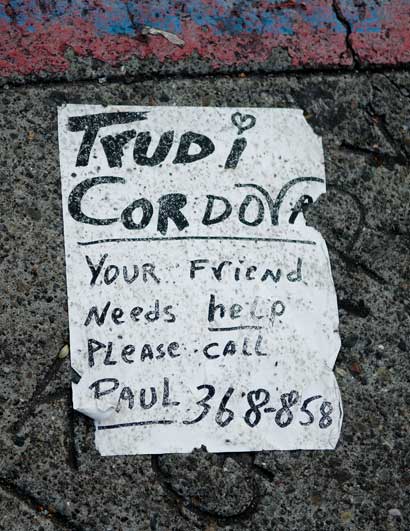 Trudi
Cordova
Your Friend
Needs help
Please call
Paul 368-858